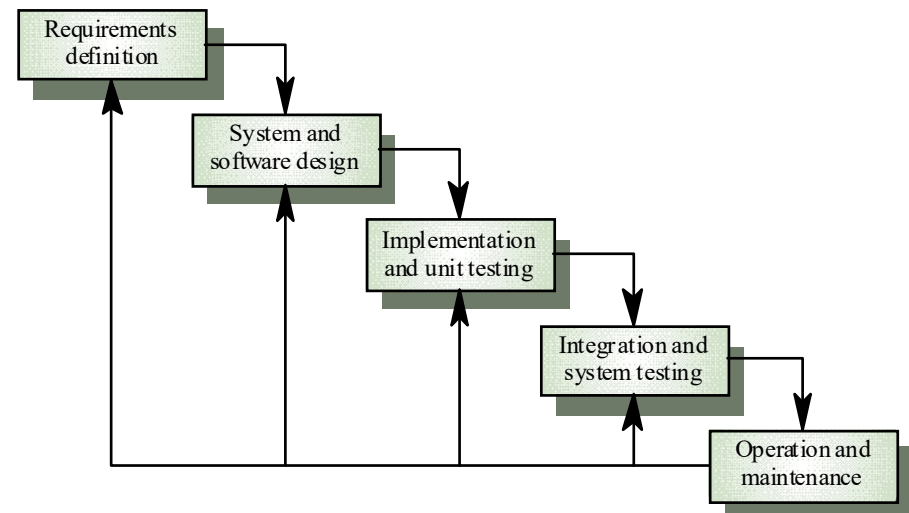 Requirements
definition
System and
software design
Implementation
and unit testing
Integration and
system testing
Operation and
maintenance